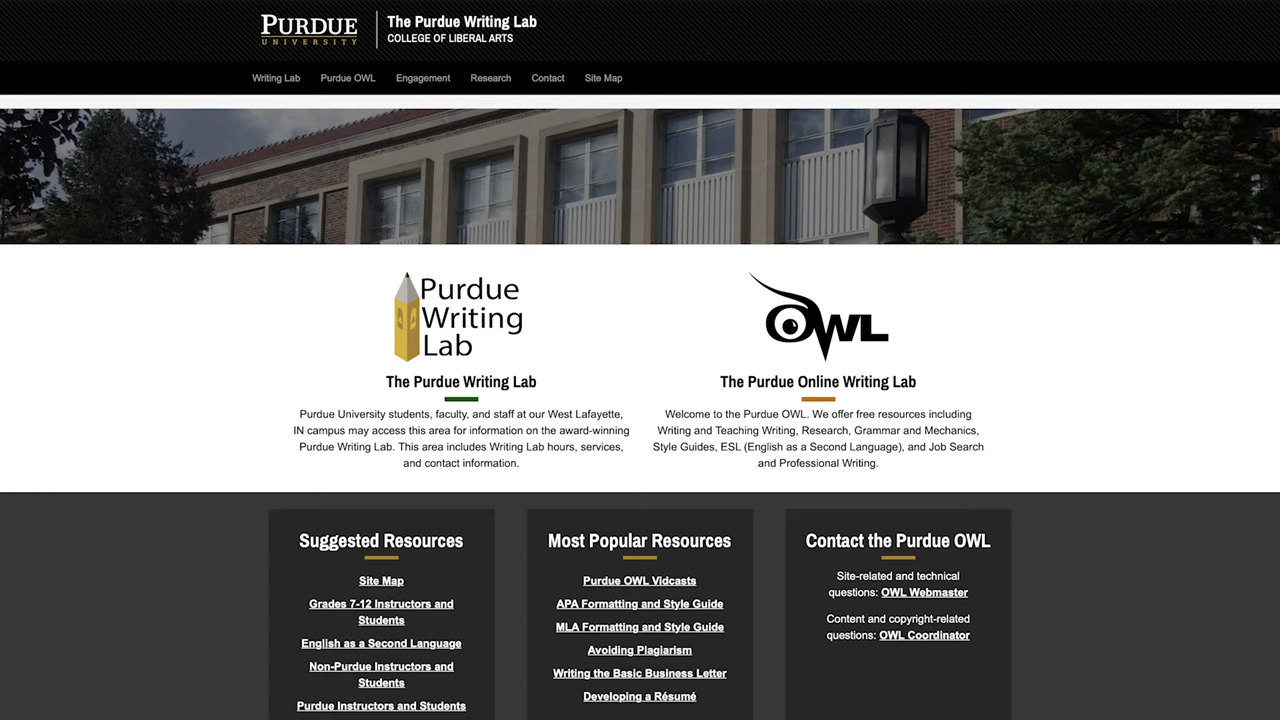 PURDUE
UNIVERSITY
The Purdue Writing Lab
COLLEGE OF LIBERAL ARTS
Writing Lab
Purdue OWL
Engagement
Research
Contact
Site Map
Purdue
Writing
Lab
The Purdue Writing Lab
Purdue University students, faculty, and staff at our West Lafayette,
IN campus may access this area for information on the award-winning
Purdue Writing Lab. This area includes Writing Lab hours, services,
and contact information.
OWL
The Purdue Online Writing Lab
Welcome to the Purdue OWL. We offer free resources including
Writing and Teaching Writing, Research, Grammar and Mechanics,
Style Guides, ESL (English as a Second Language), and Job Search
and Professional Writing.
Suggested Resources
Site Map
Grades 7-12 Instructors and
Students
English as a Second Language
Non-Purdue Instructors and
Students
Purdue Instructors and Students
Most Popular Resources
Purdue OWL Vidcasts
APA Formatting and Style Guide
MLA Formatting and Style Guide
Avoiding Plagiarism
Writing the Basic Business Letter
Developing a Résumé
Contact the Purdue OWL
Site-related and technical
questions: OWL Webmaster
Content and copyright-related
questions: OWL Coordinator